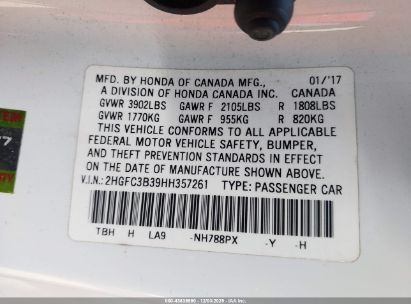 MFD. BY HONDA OF CANADA MFG., 01/'17
A DIVISION OF HONDA CANADA INC. CANADA
GVWR 3902LBS GAWR F 2105LBS R 1808LBS
GVWR 1770KG GAWR F 955KG R 820KG
THIS VEHICLE CONFORMS TO ALL APPLICABLE
FEDERAL MOTOR VEHICLE SAFETY, BUMPER,
AND THEFT PREVENTION STANDARDS IN EFFECT
ON THE DATE OF MANUFACTURE SHOWN ABOVE.
V.I.N.: 2HGFC3B39HH357261 TYPE: PASSENGER CAR
TBH H LA9 -NH788PX -Y -H